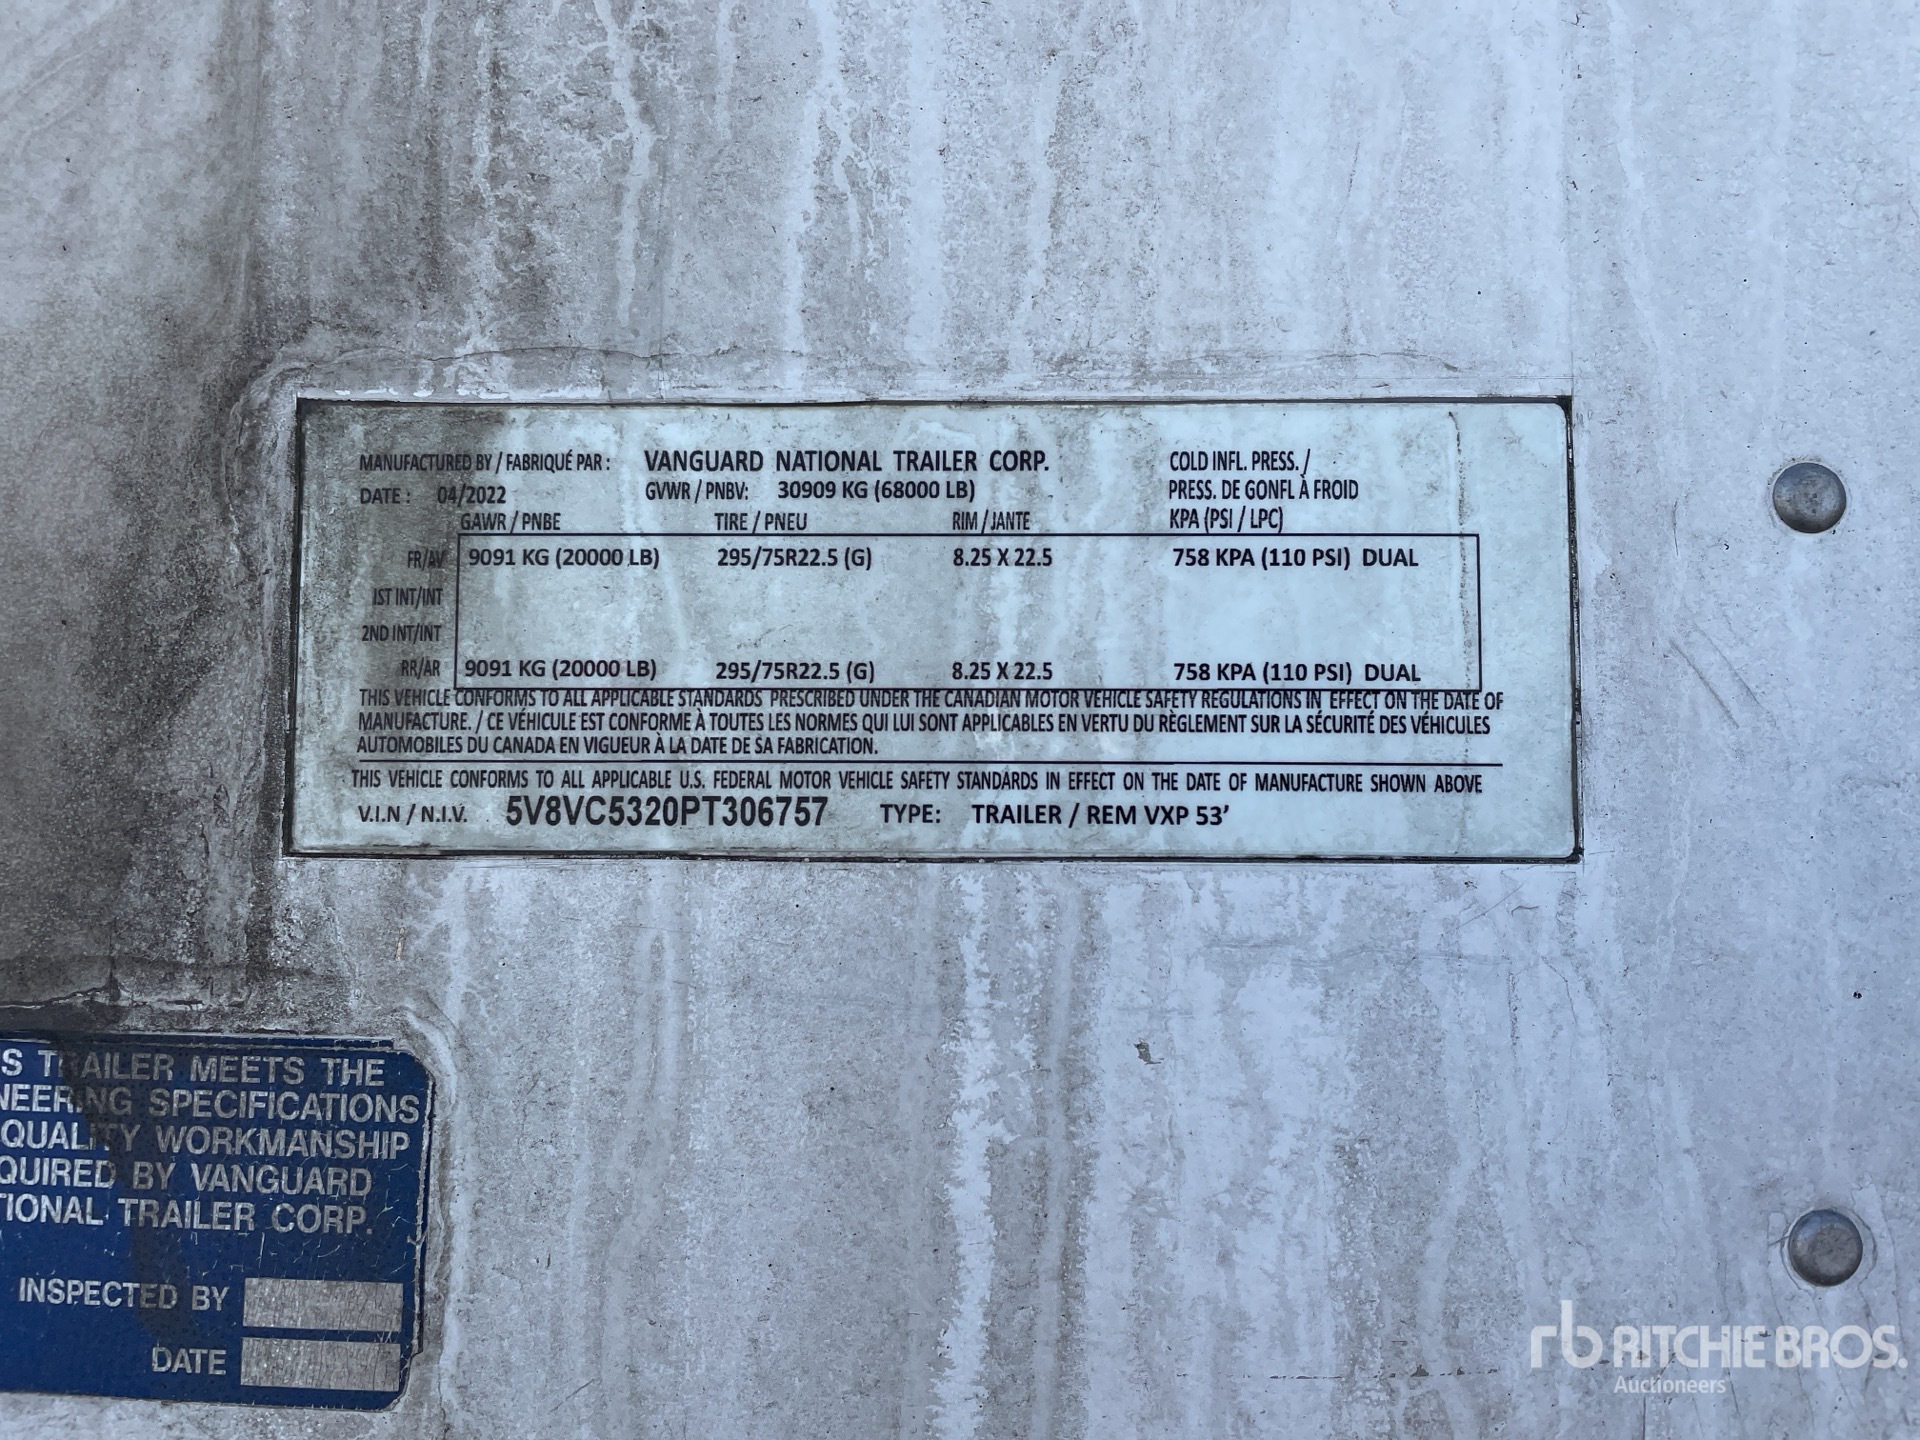 MANUFACTURED BY / FABRIQUÉ PAR : VANGUARD NATIONAL TRAILER CORP. COLD INFL. PRESS. /
DATE : 04/2022 GVWR / PNBV: 30909 KG (68000 LB) PRESS. DE GONFL À FROID
GAWR / PNBE TIRE / PNEU RIM / JANTE KPA (PSI / LPC)
FR/AV 9091 KG (20000 LB) 295/75R22.5 (G) 8.25 X 22.5 758 KPA (110 PSI) DUAL
1ST INT/INT
2ND INT/INT
RR/AR 9091 KG (20000 LB) 295/75R22.5 (G) 8.25 X 22.5 758 KPA (110 PSI) DUAL
THIS VEHICLE CONFORMS TO ALL APPLICABLE STANDARDS PRESCRIBED UNDER THE CANADIAN MOTOR VEHICLE SAFETY REGULATIONS IN EFFECT ON THE DATE OF
MANUFACTURE. / CE VÉHICULE EST CONFORME À TOUTES LES NORMES QUI LUI SONT APPLICABLES EN VERTU DU RÈGLEMENT SUR LA SÉCURITÉ DES VÉHICULES
AUTOMOBILES DU CANADA EN VIGUEUR À LA DATE DE SA FABRICATION.
THIS VEHICLE CONFORMS TO ALL APPLICABLE U.S. FEDERAL MOTOR VEHICLE SAFETY STANDARDS IN EFFECT ON THE DATE OF MANUFACTURE SHOWN ABOVE
V.I.N / N.I.V. 5V8VC5320PT306757 TYPE: TRAILER / REM VXP 53'
S TRAILER MEETS THE
NEERING SPECIFICATIONS
QUALITY WORKMANSHIP
QUIRED BY VANGUARD
TIONAL TRAILER CORP.
INSPECTED BY
DATE
rb RITCHIE BROS.
Auctioneers